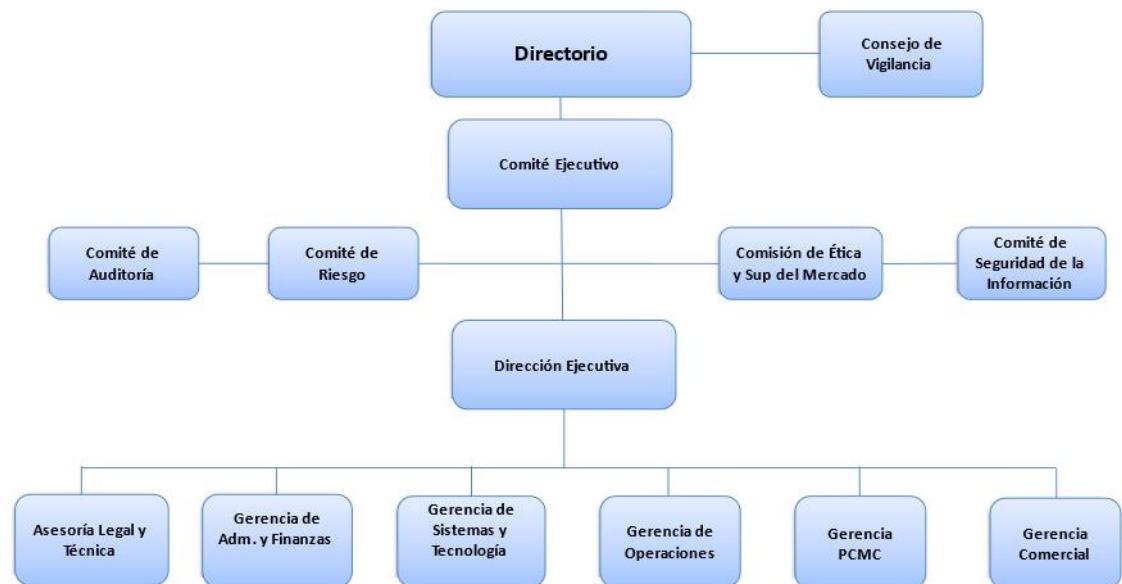 Directorio
Consejo de
Vigilancia
Comité Ejecutivo
Comité de
Auditoría
Comité de
Riesgo
Comisión de Ética
y Sup del Mercado
Comité de
Seguridad de la
Información
Dirección Ejecutiva
Asesoría Legal y
Técnica
Gerencia de
Adm. y Finanzas
Gerencia de
Sistemas y
Tecnología
Gerencia de
Operaciones
Gerencia
PCMC
Gerencia
Comercial